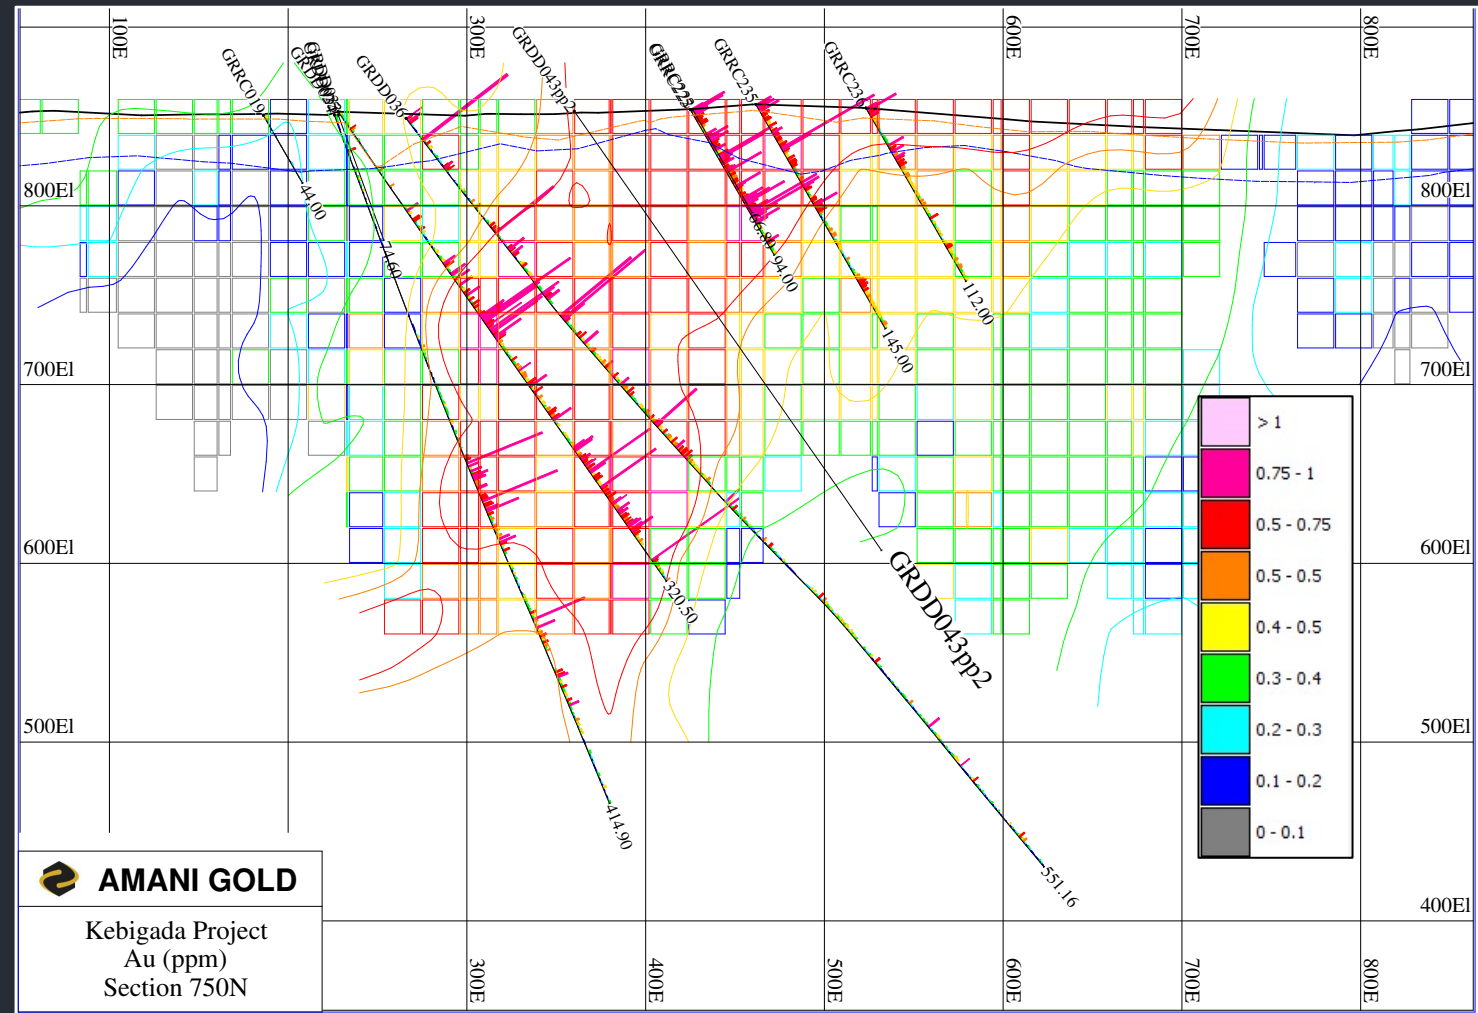 100E
300E
600E
700E
800E
GRRC019
GRDD036
GRDD043pp2
GRRC235
GRRC236
800El
800El
44.00
74.60
66.80
94.00
112.00
145.00
700El
700El
> 1
0.75 - 1
0.5 - 0.75
0.5 - 0.5
0.4 - 0.5
0.3 - 0.4
0.2 - 0.3
0.1 - 0.2
0 - 0.1
600El
600El
GRDD043pp2
320.50
500El
500El
414.90
551.16
400El
AMANI GOLD
Kebigada Project
Au (ppm)
Section 750N
300E
400E
500E
600E
700E
800E